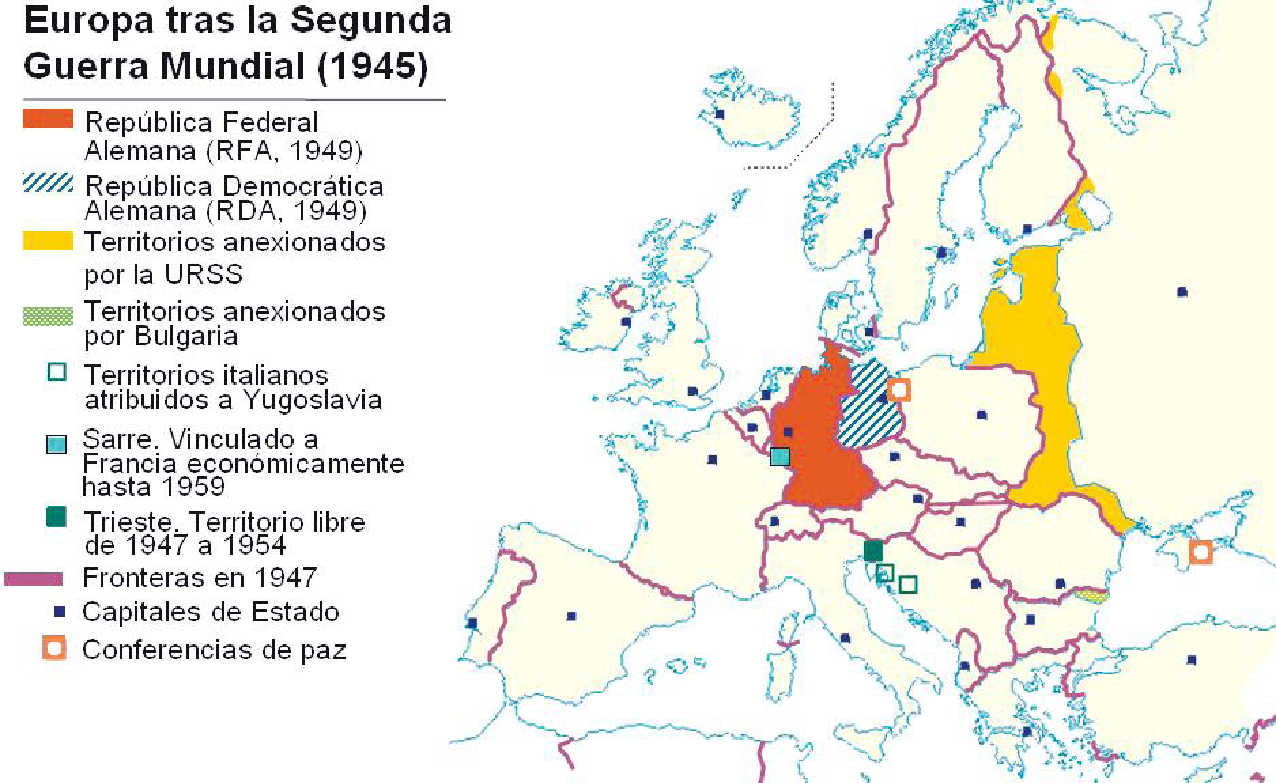 Europa tras la Segunda
Guerra Mundial (1945)
República Federal
Alemana (RFA, 1949)
República Democrática
Alemana (RDA, 1949)
Territorios anexionados
por la URSS
Territorios anexionados
por Bulgaria
Territorios italianos
atribuidos a Yugoslavia
Sarre. Vinculado a
Francia económicamente
hasta 1959
Trieste. Territorio libre
de 1947 a 1954
Fronteras en 1947
Capitales de Estado
Conferencias de paz